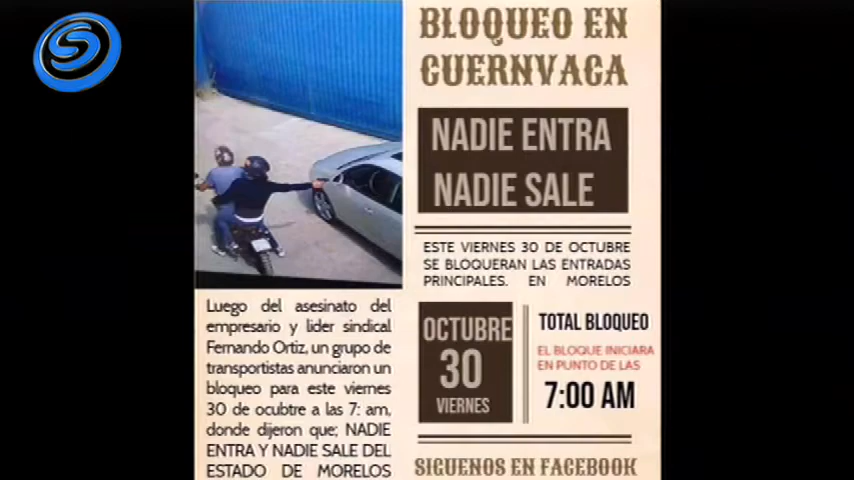 S
BLOQUEO EN
CUERNVACA
NADIE ENTRA
NADIE SALE
ESTE VIERNES 30 DE OCTUBRE
SE BLOQUERAN LAS ENTRADAS
PRINCIPALES. EN MORELOS
OCTUBRE
30
VIERNES
TOTAL BLOQUEO
EL BLOQUE INICIARA
EN PUNTO DE LAS
7:00 AM
SIGUENOS EN FACEBOOK
Luego del asesinato del
empresario y lider sindical
Fernando Ortiz, un grupo de
transportistas anunciaron un
bloqueo para este viernes
30 de ocubtre a las 7: am,
donde dijeron que; NADIE
ENTRA Y NADIE SALE DEL
ESTADO DE MORELOS